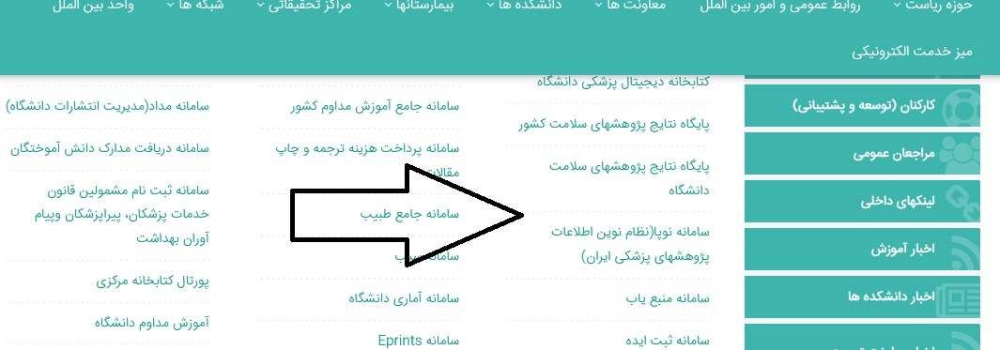 حوزه ریاست
روابط عمومی و امور بین الملل
معاونت ها
دانشکده ها
بیمارستانها
مراکز تحقیقاتی
شبکه ها
واحد بین الملل
میز خدمت الکترونیکی
کارکنان (توسعه و پشتیبانی)
مراجعان عمومی
لینکهای داخلی
اخبار آموزش
اخبار دانشکده ها
کتابخانه دیجیتال پزشکی دانشگاه
پایگاه نتایج پژوهشهای سلامت کشور
پایگاه نتایج پژوهشهای سلامت
دانشگاه
سامانه نوپا(نظام نوین اطلاعات
پژوهشهای پزشکی ایران)
سامانه منبع یاب
سامانه ثبت ایده
سامانه جامع آموزش مداوم کشور
سامانه پرداخت هزینه ترجمه و چاپ
مقالات
سامانه جامع طبیب
سامانه
سامانه آماری دانشگاه
سامانه Eprints
سامانه مداد(مدیریت انتشارات دانشگاه)
سامانه دریافت مدارک دانش آموختگان
سامانه ثبت نام مشمولین قانون
خدمات پزشکان، پیراپزشکان وپیام
آوران بهداشت
پورتال کتابخانه مرکزی
آموزش مداوم دانشگاه